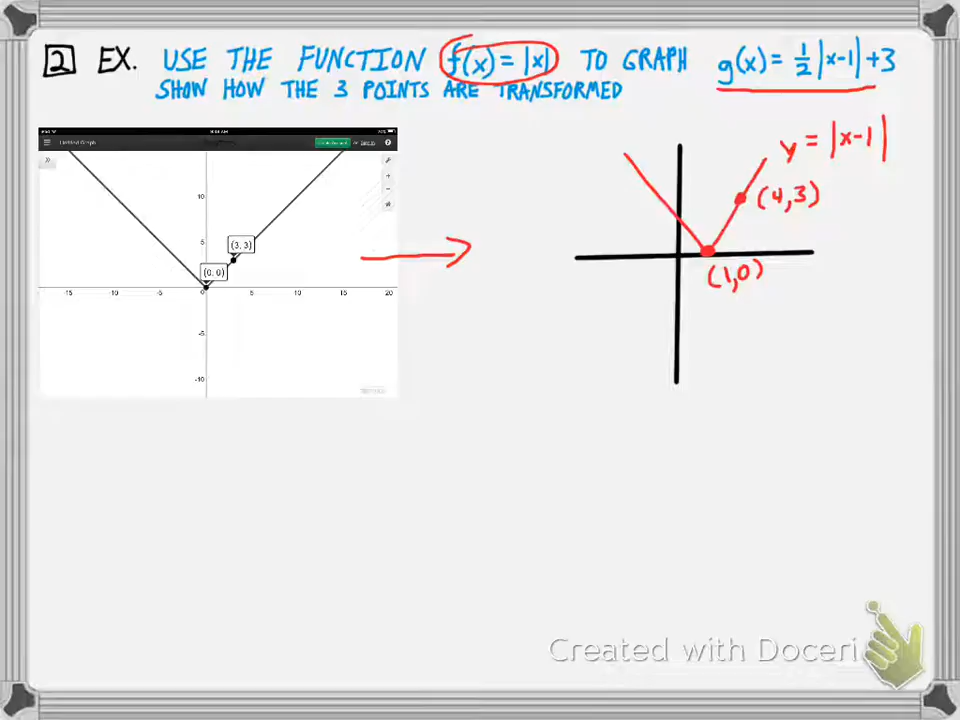 2 EX. USE THE FUNCTION f(x) = |x| TO GRAPH g(x) = 1/2 |x-1| + 3
SHOW HOW THE 3 POINTS ARE TRANSFORMED
Untitled Graph
10
5
(3, 3)
(0, 0)
-15 -10 -5 0 5 10 15 20
-5
-10
y = |x-1|
(4,3)
(1,0)
Created with Doceri